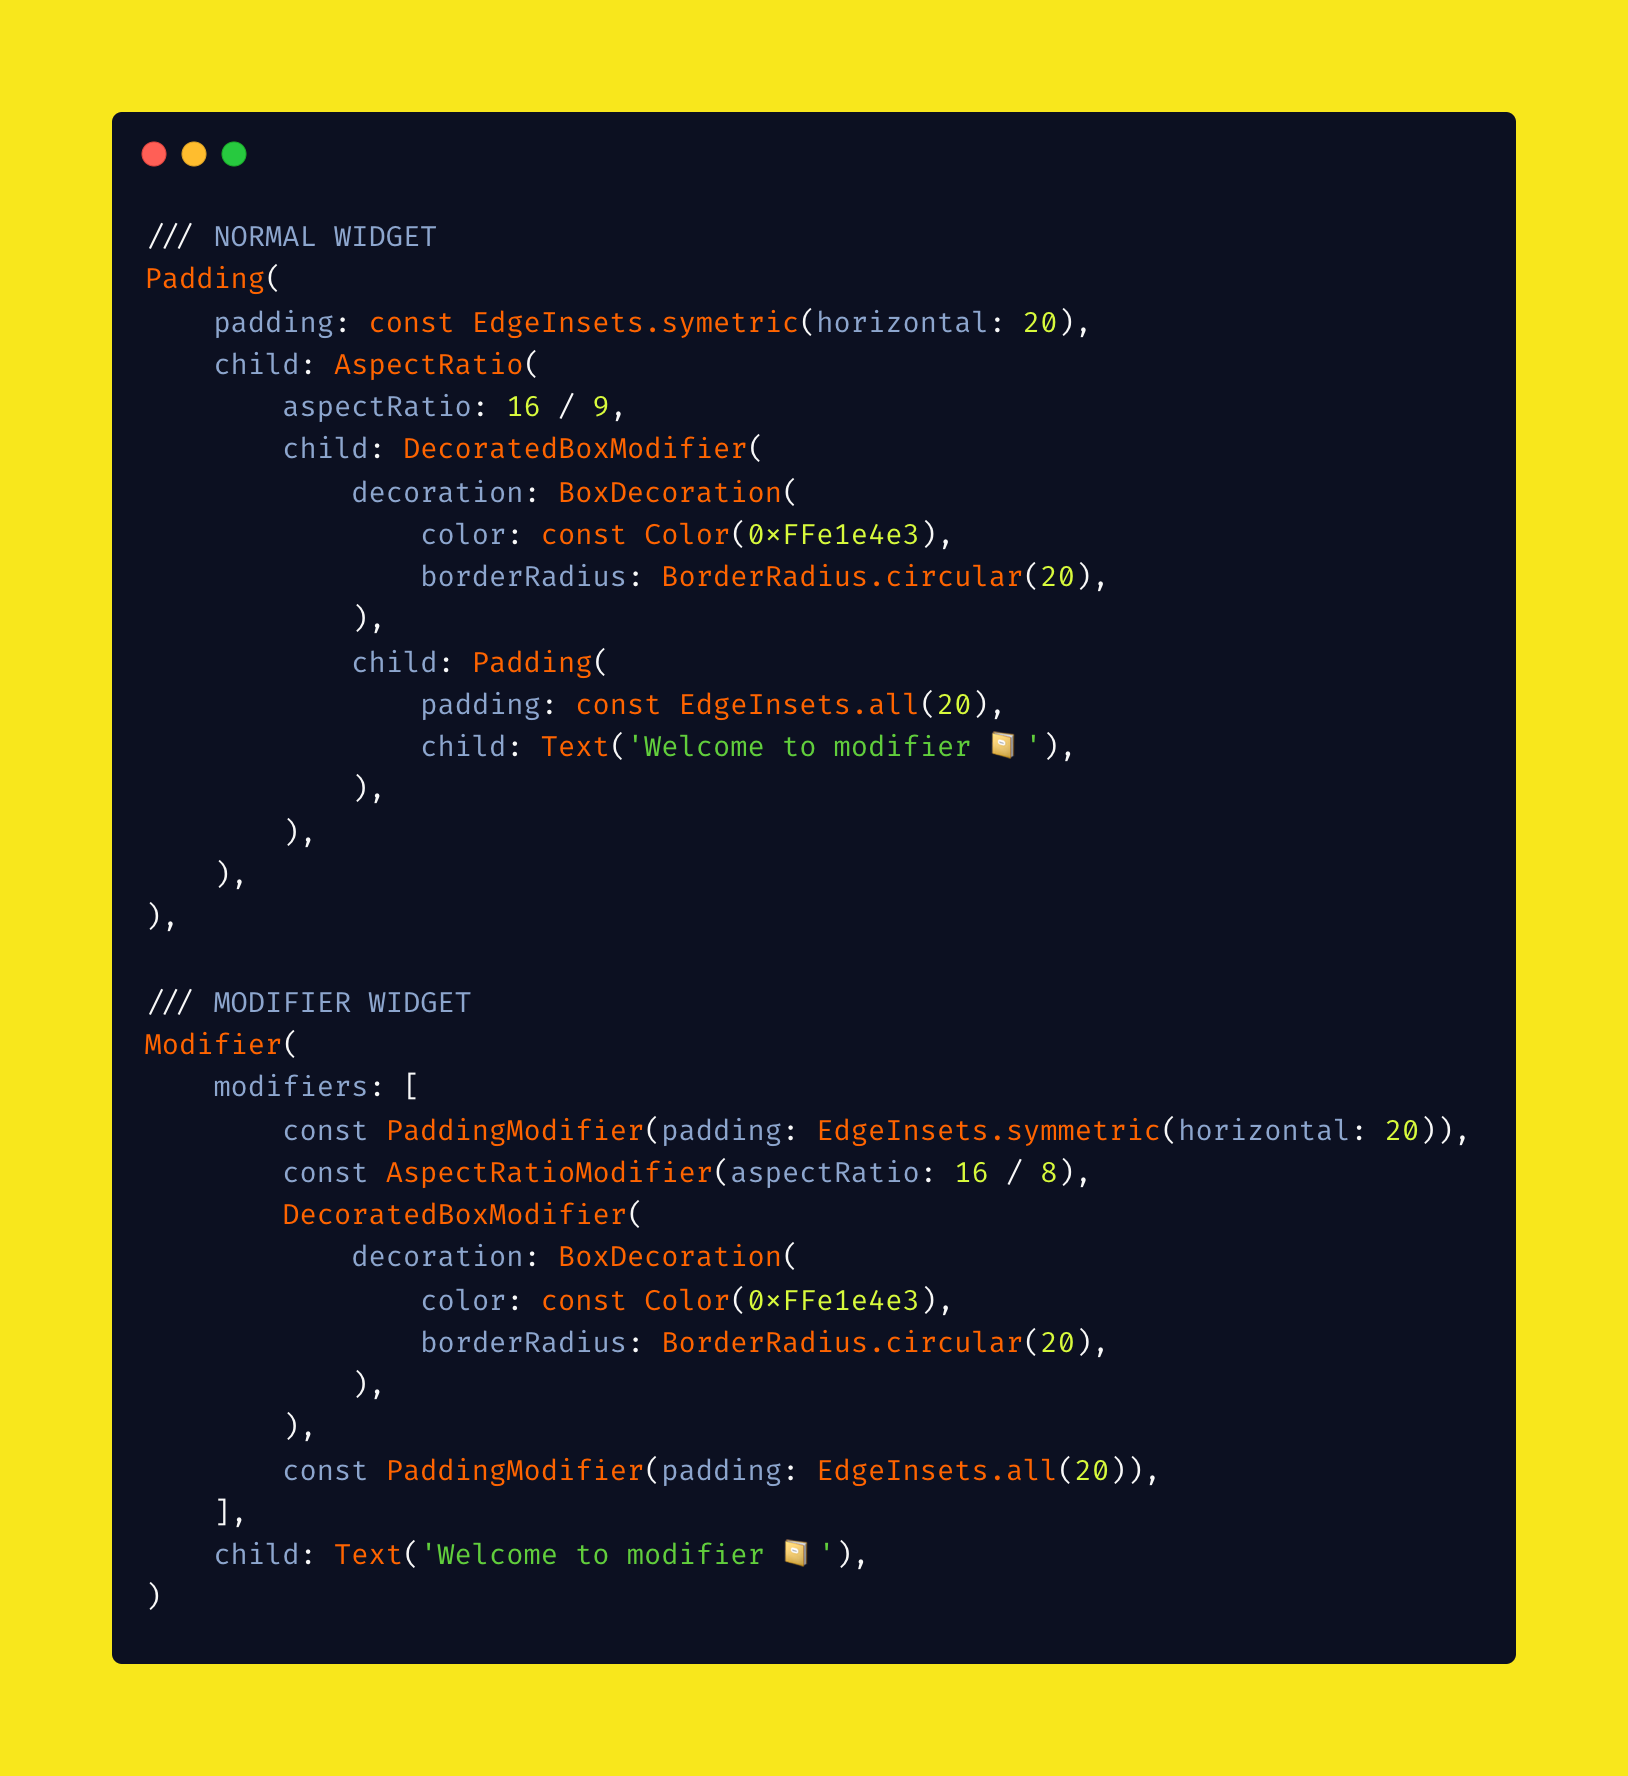 /// NORMAL WIDGET
Padding(
    padding: const EdgeInsets.symetric(horizontal: 20),
    child: AspectRatio(
        aspectRatio: 16 / 9,
        child: DecoratedBoxModifier(
            decoration: BoxDecoration(
                color: const Color(0xFFe1e4e3),
                borderRadius: BorderRadius.circular(20),
            ),
            child: Padding(
                padding: const EdgeInsets.all(20),
                child: Text('Welcome to modifier 📔'),
            ),
        ),
    ),
),
/// MODIFIER WIDGET
Modifier(
    modifiers: [
        const PaddingModifier(padding: EdgeInsets.symmetric(horizontal: 20)),
        const AspectRatioModifier(aspectRatio: 16 / 8),
        DecoratedBoxModifier(
            decoration: BoxDecoration(
                color: const Color(0xFFe1e4e3),
                borderRadius: BorderRadius.circular(20),
            ),
        ),
        const PaddingModifier(padding: EdgeInsets.all(20)),
    ],
    child: Text('Welcome to modifier 📔'),
)